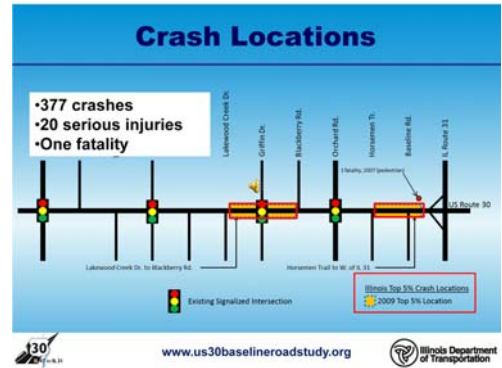 Crash Locations
•377 crashes
•20 serious injuries
•One fatality
Lakewood Creek Dr.
Griffin Dr.
Blackberry Rd.
Orchard Rd.
Horsemen Tr.
Baseline Rd.
IL Route 31
1 fatality, 2007 (pedestrian)
US Route 30
Lakewood Creek Dr. to Blackberry Rd.
Horsemen Trail to W. of IL 31
Existing Signalized Intersection
Illinois Top 5% Crash Locations
2009 Top 5% Location
30
www.us30baselineroadstudy.org
Illinois Department
of Transportation